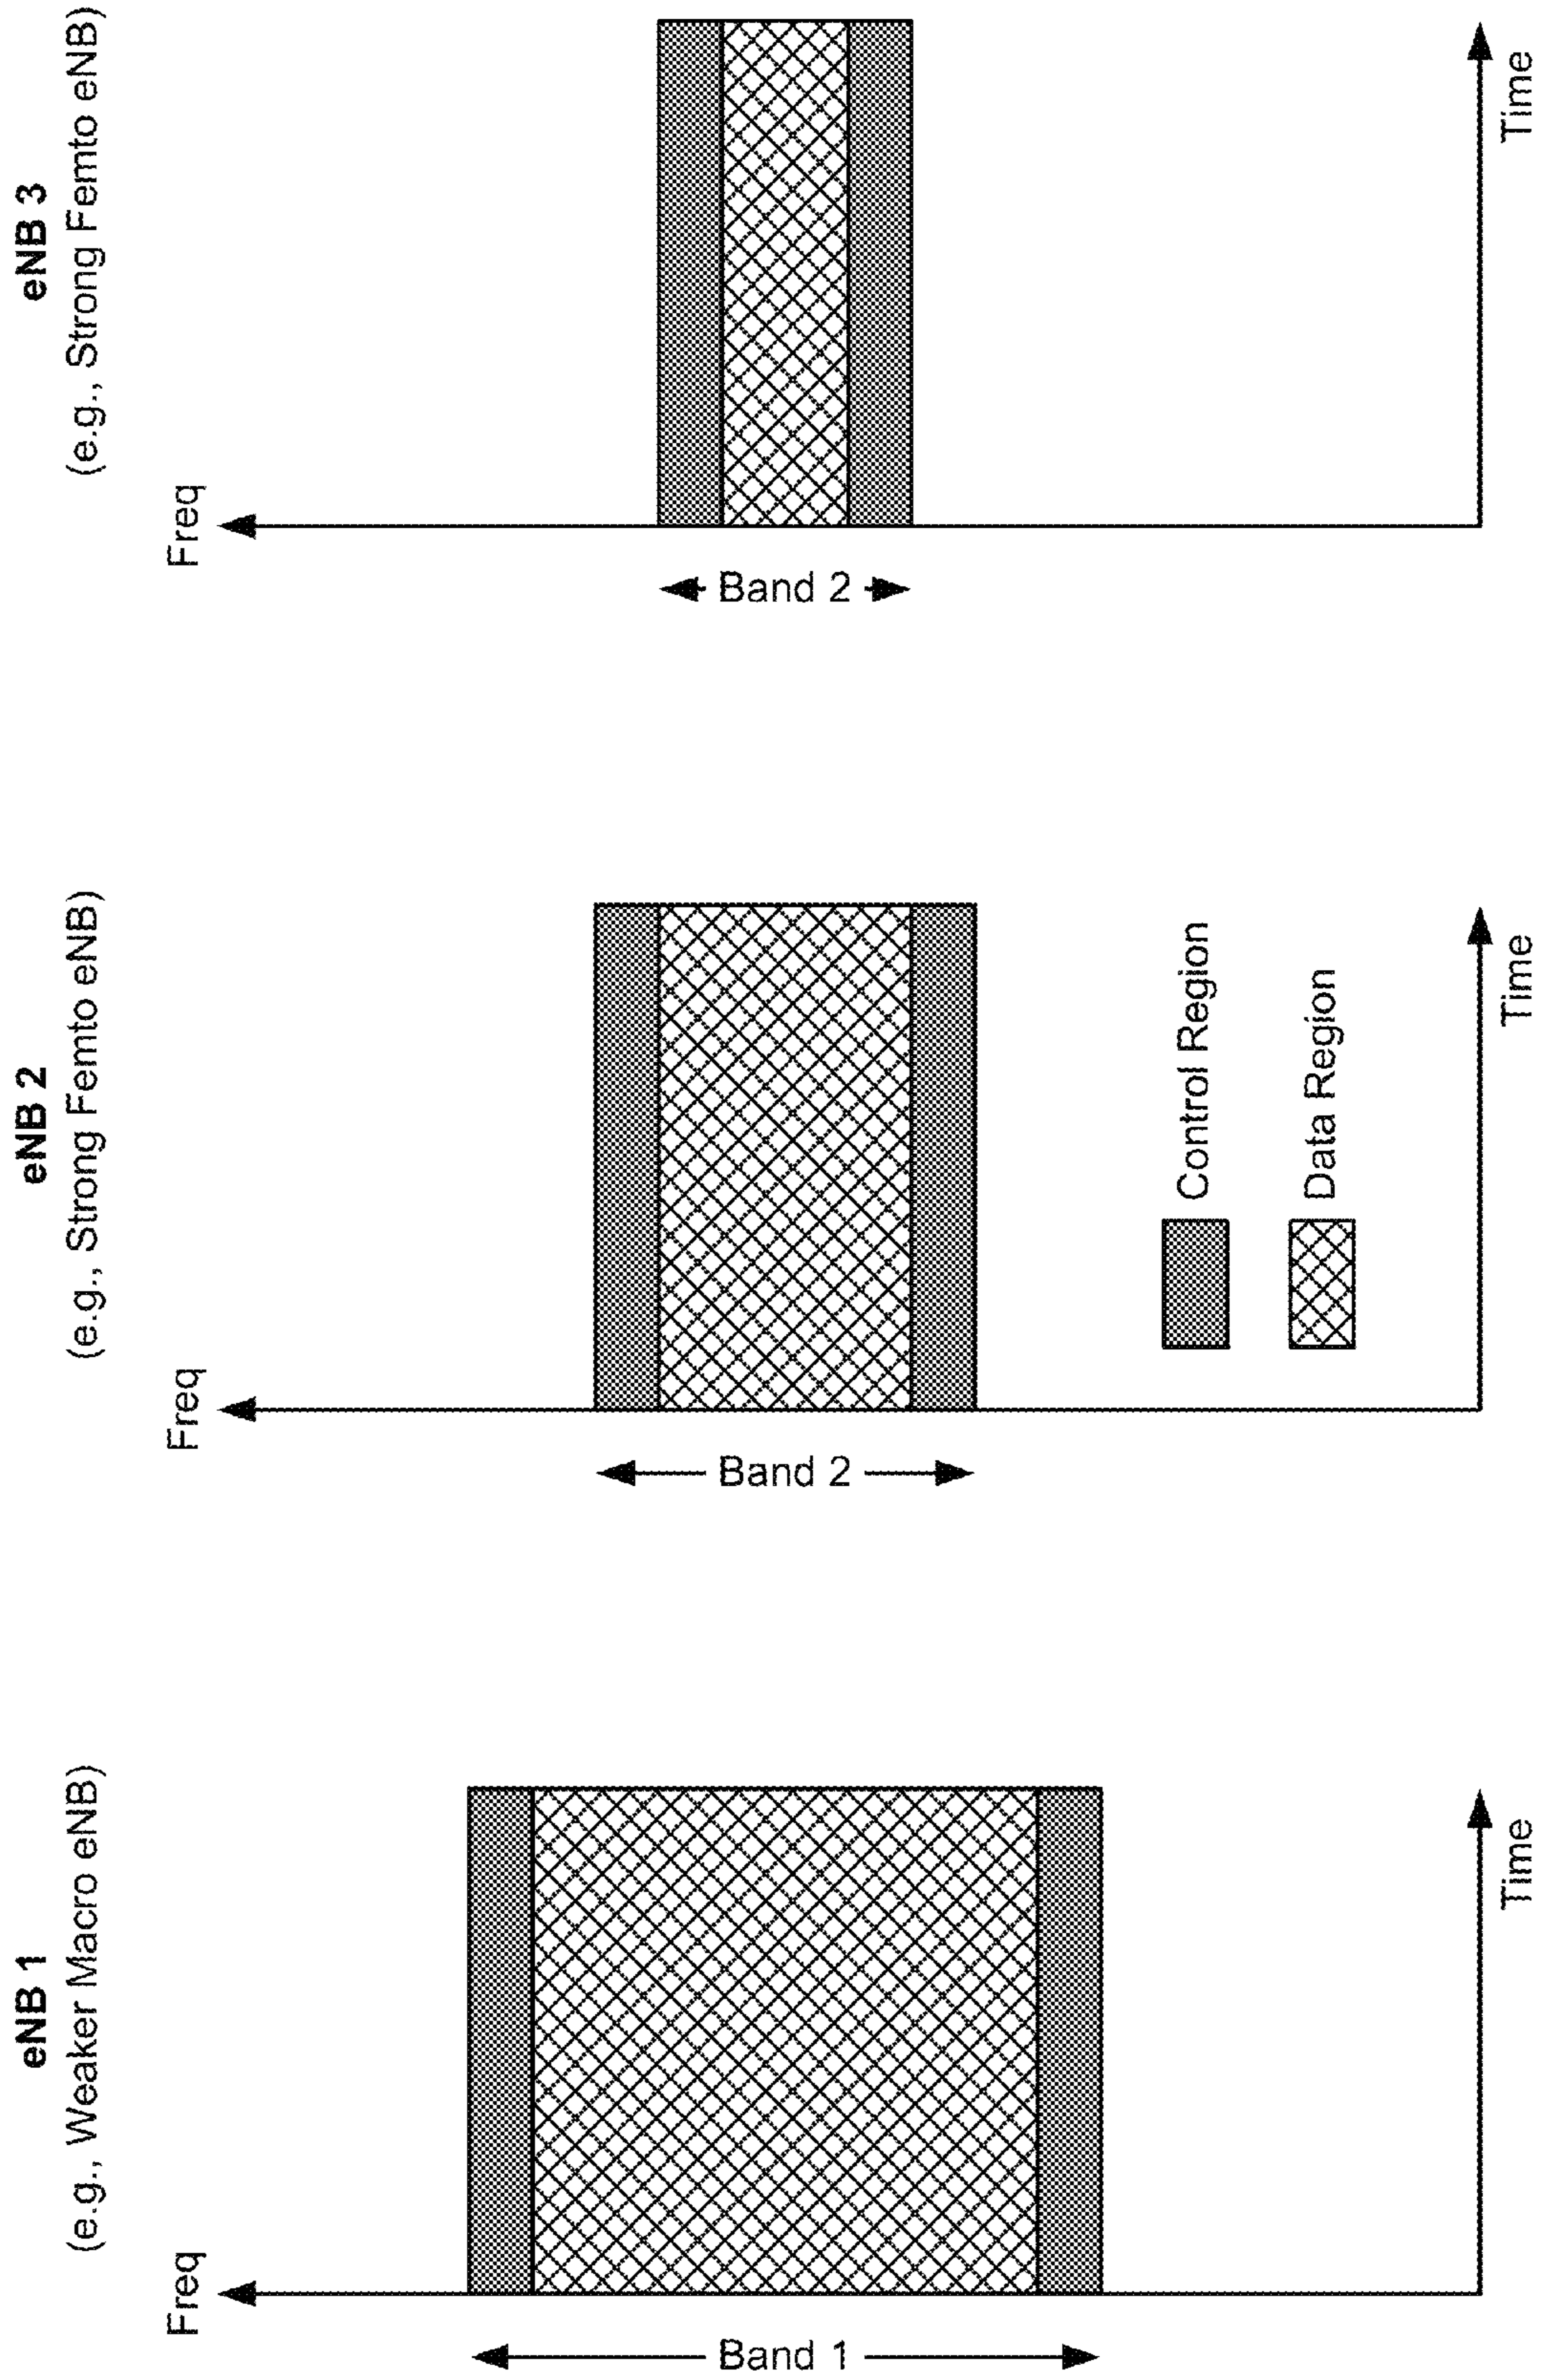 eNB 1
(e.g., Weaker Macro eNB)
Freq
Band 1
Time
eNB 2
(e.g., Strong Femto eNB)
Freq
Band 2
Control Region
Data Region
Time
eNB 3
(e.g., Strong Femto eNB)
Freq
Band 2
Time